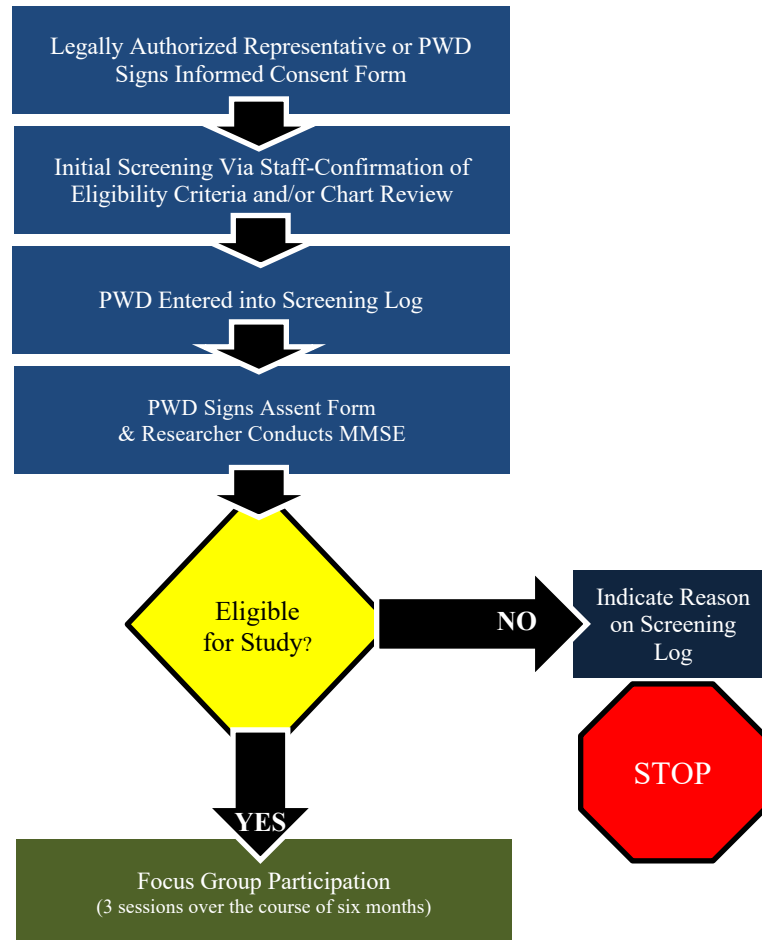 Legally Authorized Representative or PWD
Signs Informed Consent Form
Initial Screening Via Staff-Confirmation of
Eligibility Criteria and/or Chart Review
PWD Entered into Screening Log
PWD Signs Assent Form
& Researcher Conducts MMSE
Eligible
for Study?
NO
Indicate Reason
on Screening
Log
STOP
YES
Focus Group Participation
(3 sessions over the course of six months)